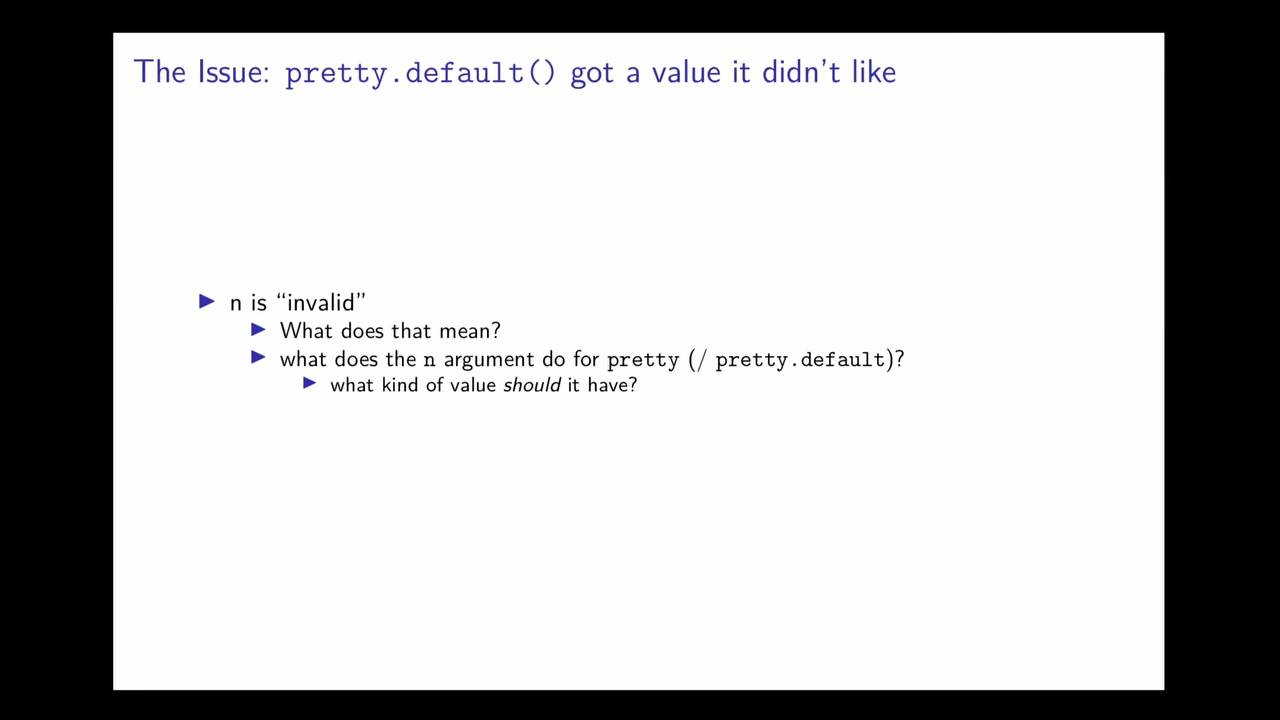 The Issue: pretty.default() got a value it didn't like
▶ n is “invalid”
▶ What does that mean?
▶ what does the n argument do for pretty (/ pretty.default)?
▶ what kind of value should it have?